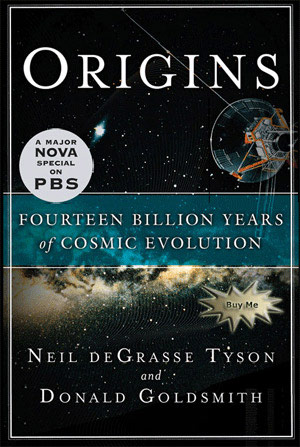 ORIGINS
A MAJOR
NOVA
SPECIAL
ON
PBS
FOURTEEN BILLION YEARS
of COSMIC EVOLUTION
Buy Me
NEIL DEGRASSE TYSON
and
DONALD GOLDSMITH